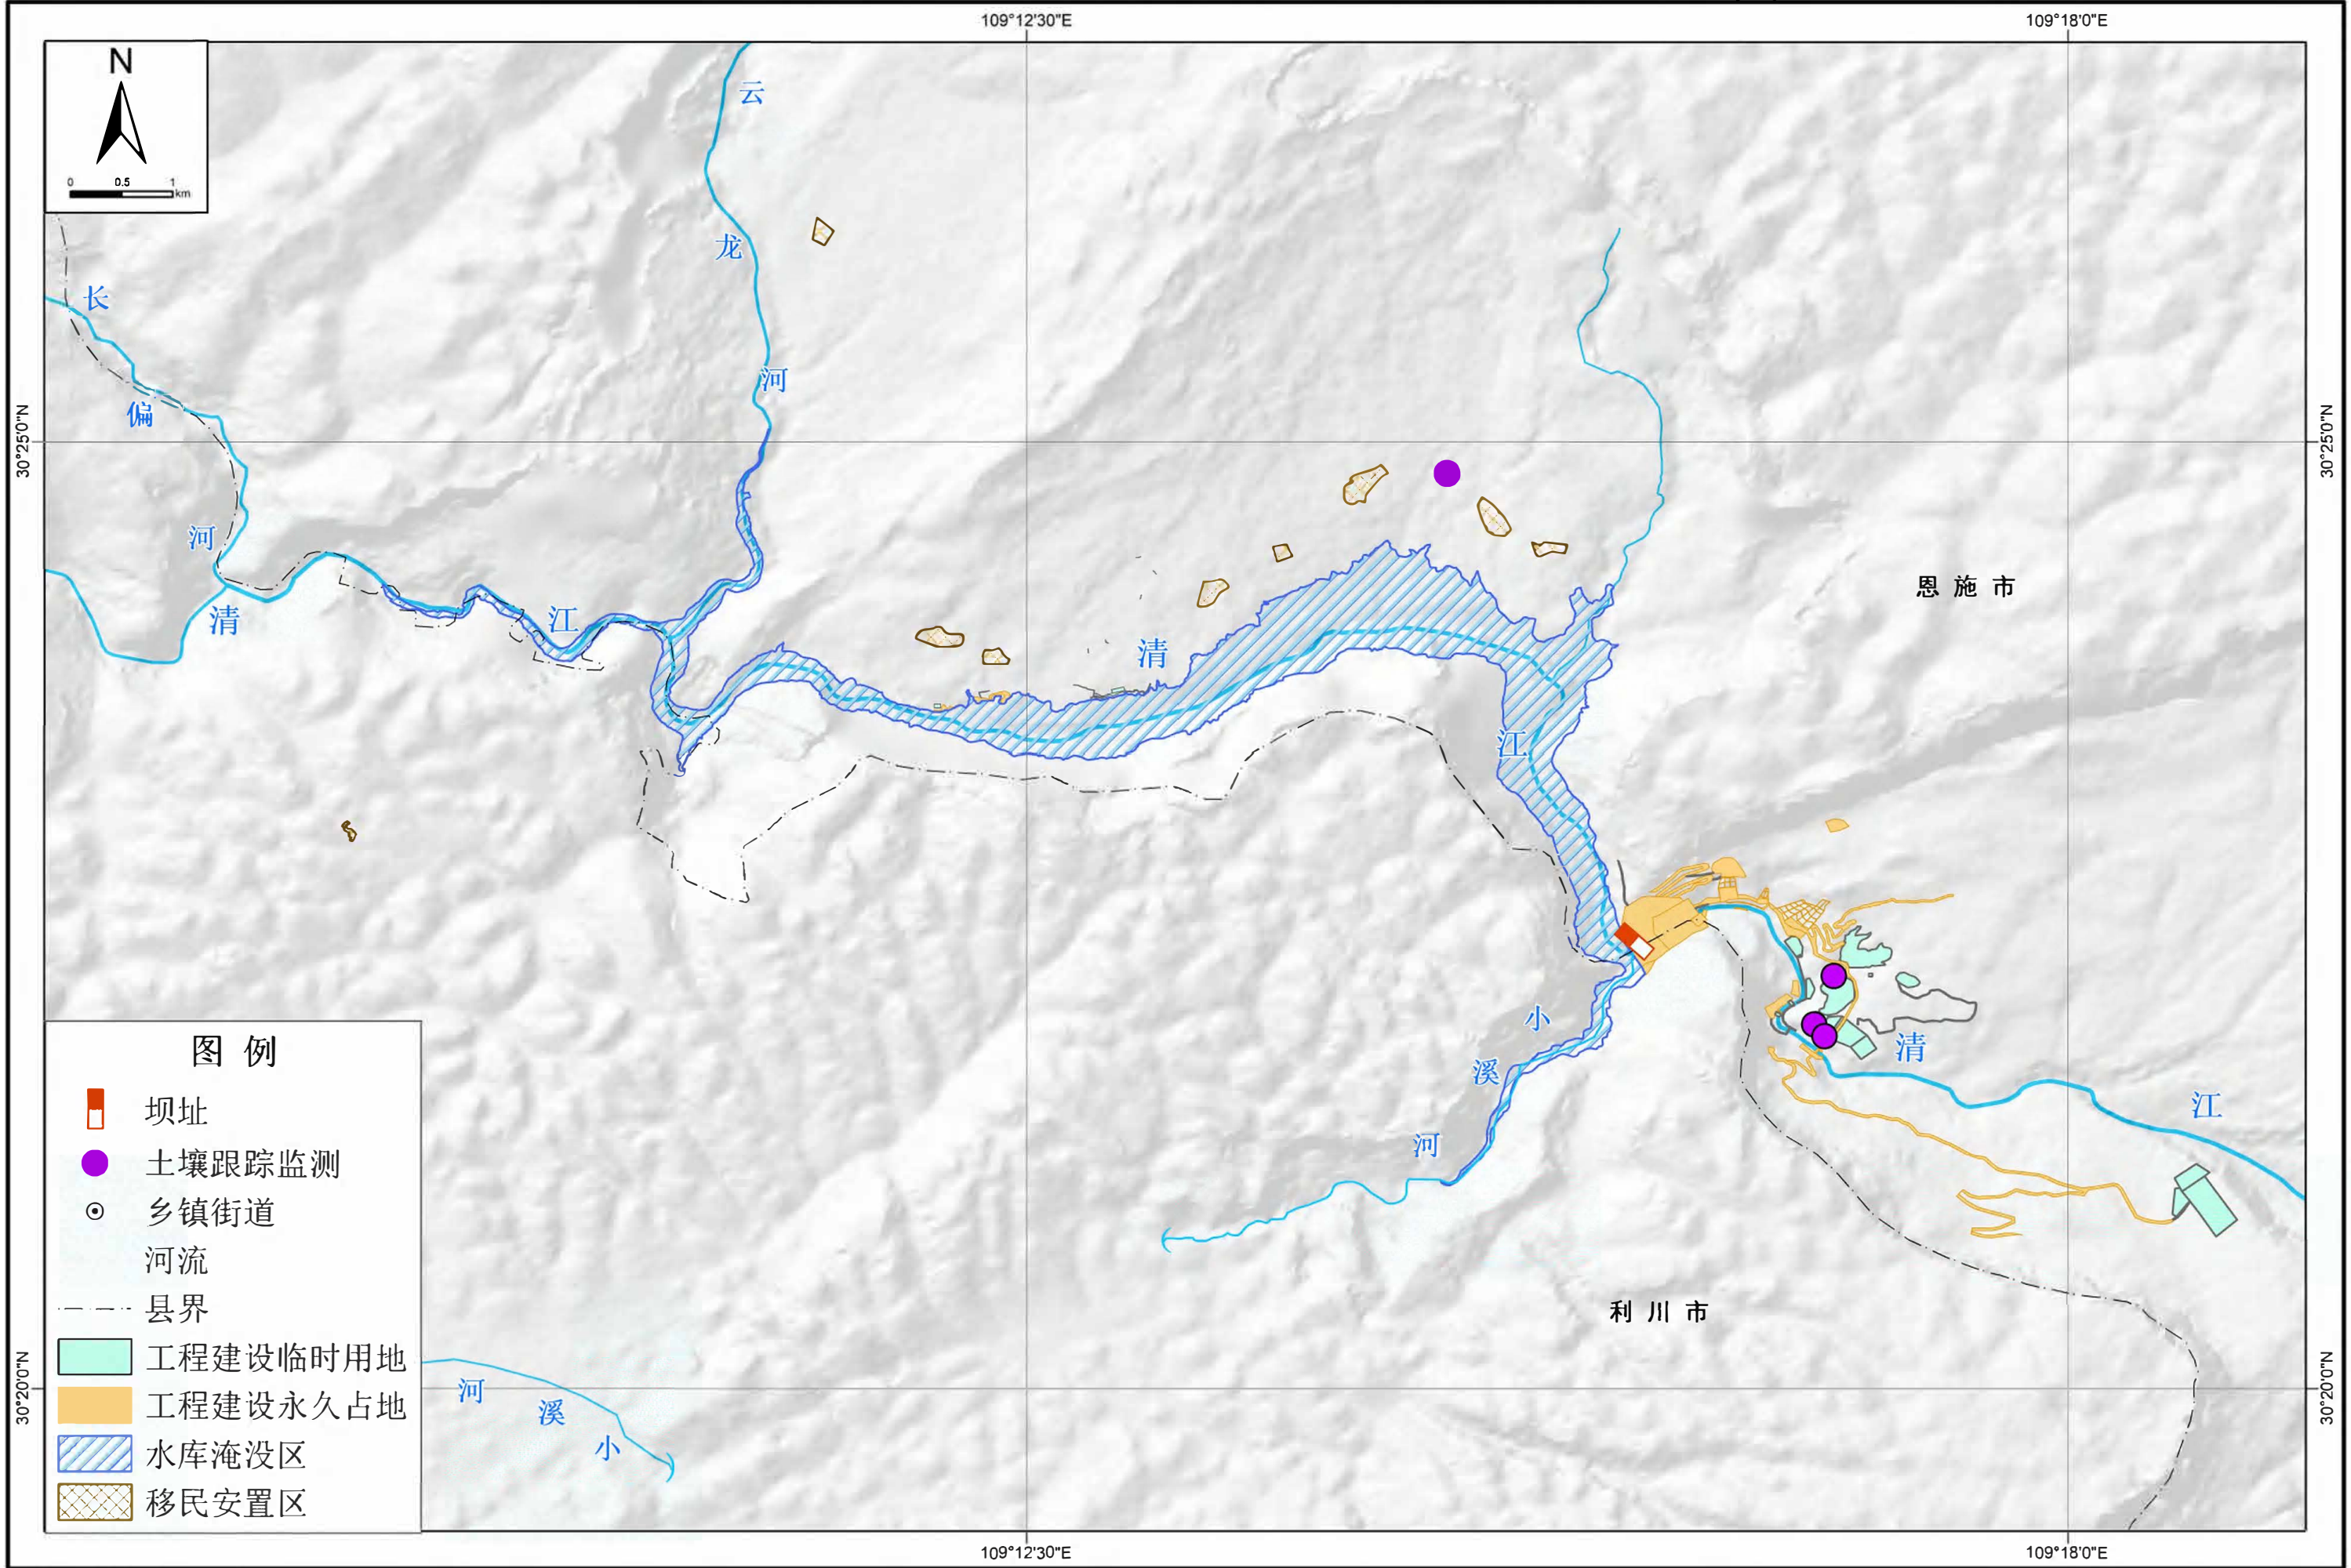 109°12'30"E
109°18'0"E
N
0 0.5 1
km
云
龙
河
长
偏
河
30°25'0"N
30°25'0"N
清
江
清
江
恩施市
小
溪
河
清
江
利川市
图例
坝址
土壤跟踪监测
乡镇街道
河流
县界
工程建设临时用地
工程建设永久占地
水库淹没区
移民安置区
30°20'0"N
30°20'0"N
河
溪
小
109°12'30"E
109°18'0"E